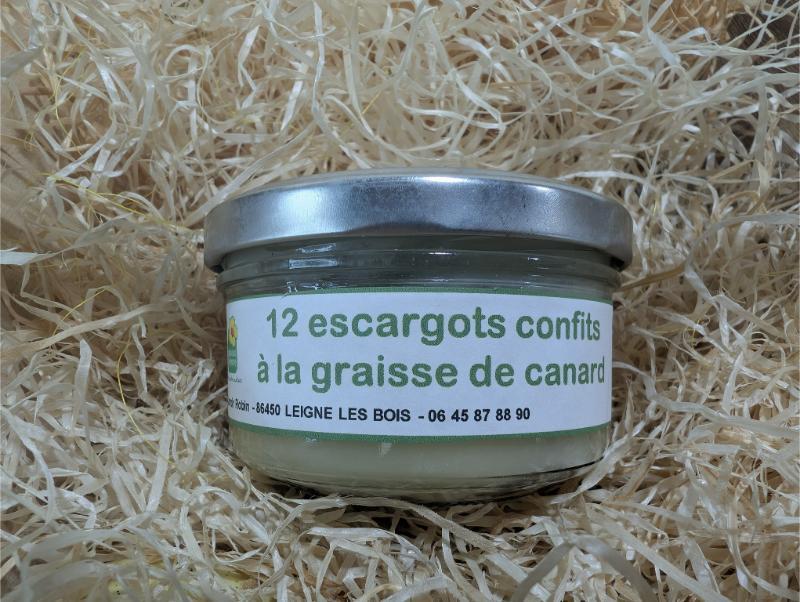 12 escargots confits
à la graisse de canard
Robin - 86450 LEIGNE LES BOIS - 06 45 87 88 90